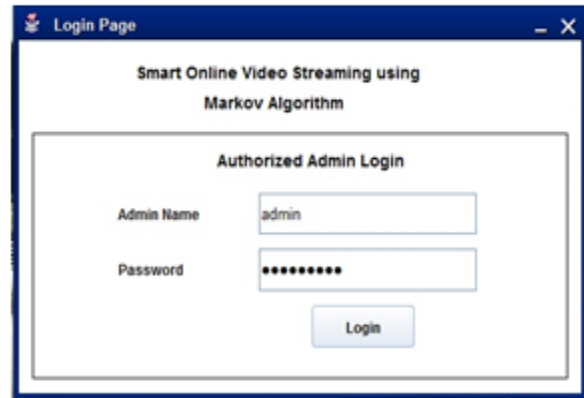 Login Page
Smart Online Video Streaming using
Markov Algorithm
Authorized Admin Login
Admin Name admin
Password •••••••••
Login